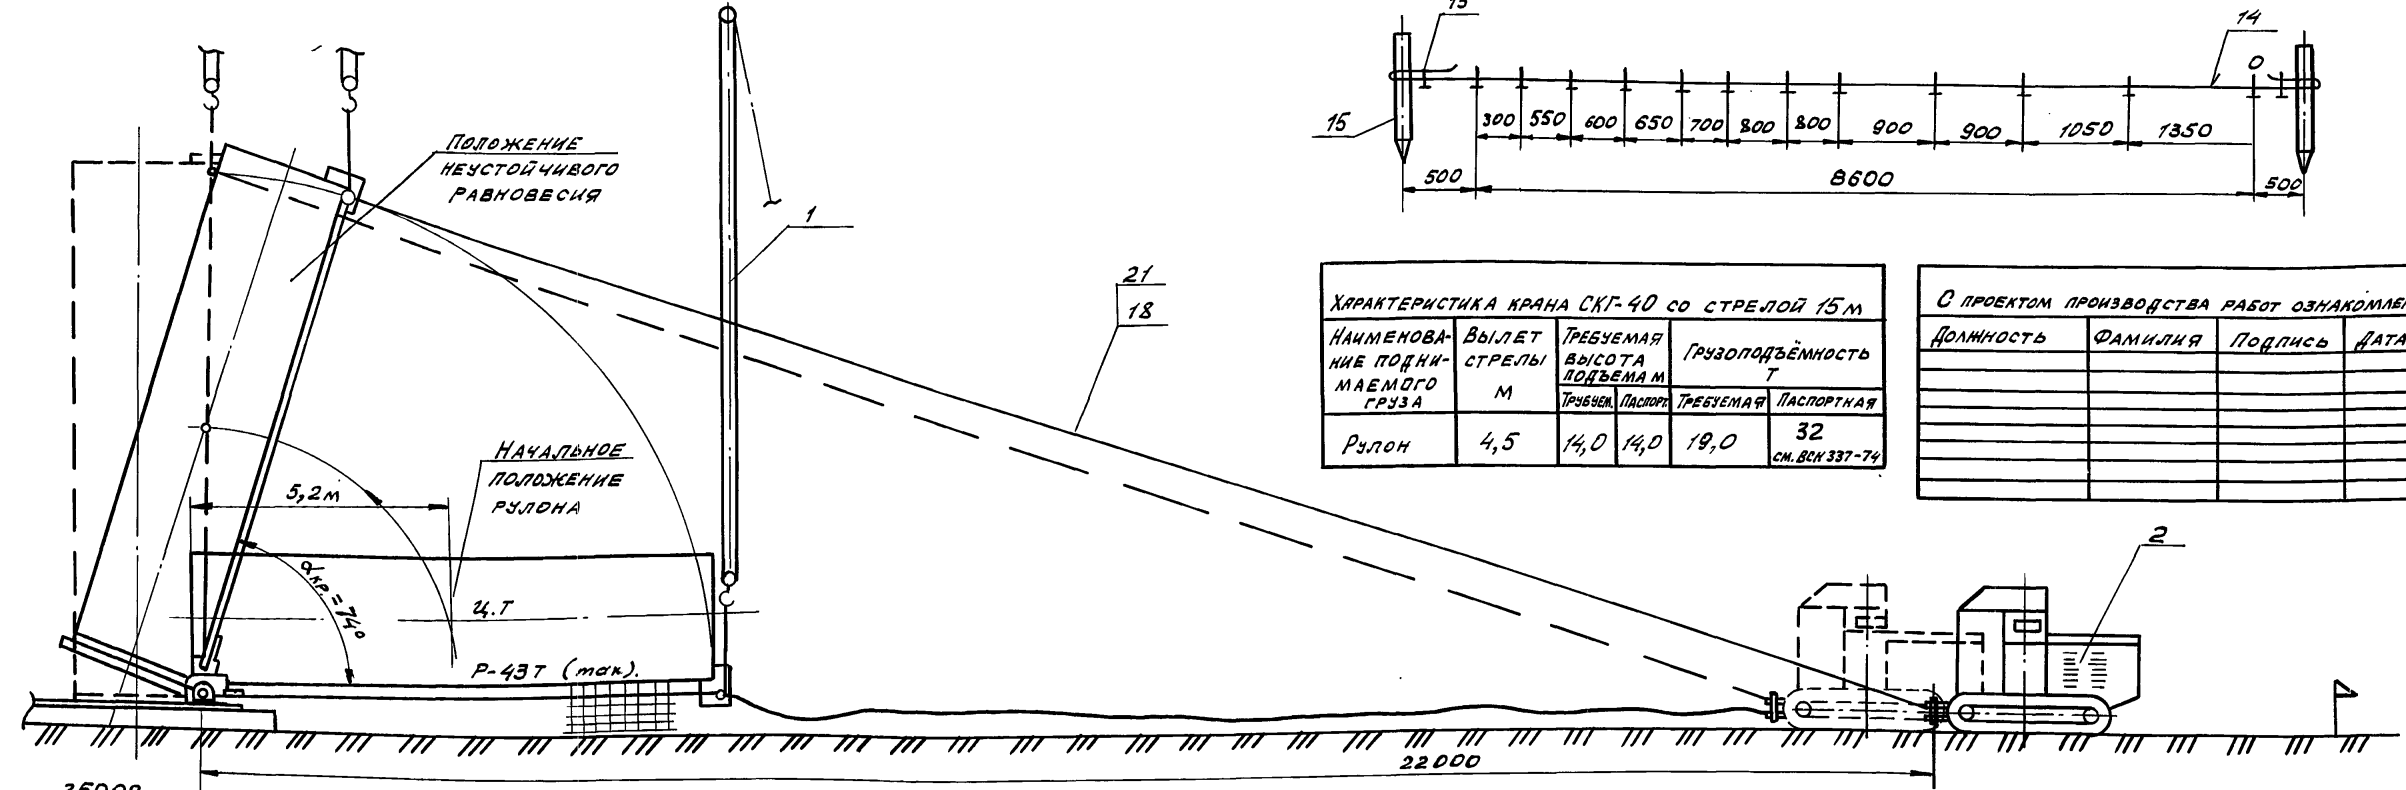 ПОЛОЖЕНИЕ
НЕУСТОЙЧИВОГО
РАВНОВЕСИЯ
1
21
18
НАЧАЛЬНОЕ
ПОЛОЖЕНИЕ
РУЛОНА
5,2м
αкр.=74°
Ц.Т
Р-43Т (max).
2
22000
14
15
0
300 550 600 650 700 800 800 900 900 1050 1350
500 8600 500
ХАРАКТЕРИСТИКА КРАНА СКГ-40 СО СТРЕЛОЙ 15м
НАИМЕНОВА-
НИЕ ПОДНИ-
МАЕМОГО
ГРУЗА
ВЫЛЕТ
СТРЕЛЫ
М
ТРЕБУЕМАЯ
ВЫСОТА
ПОДЪЕМА М
ГРУЗОПОДЪЁМНОСТЬ
Т
ТРУБУЕМ. ПАСПОРТ. ТРЕБУЕМАЯ ПАСПОРТНАЯ
РУЛОН 4,5 14,0 14,0 19,0 32
СМ. ВСН 337-74
С ПРОЕКТОМ ПРОИЗВОДСТВА РАБОТ ОЗНАКОМЛЕ
ДОЛЖНОСТЬ ФАМИЛИЯ ПОДПИСЬ ДАТА